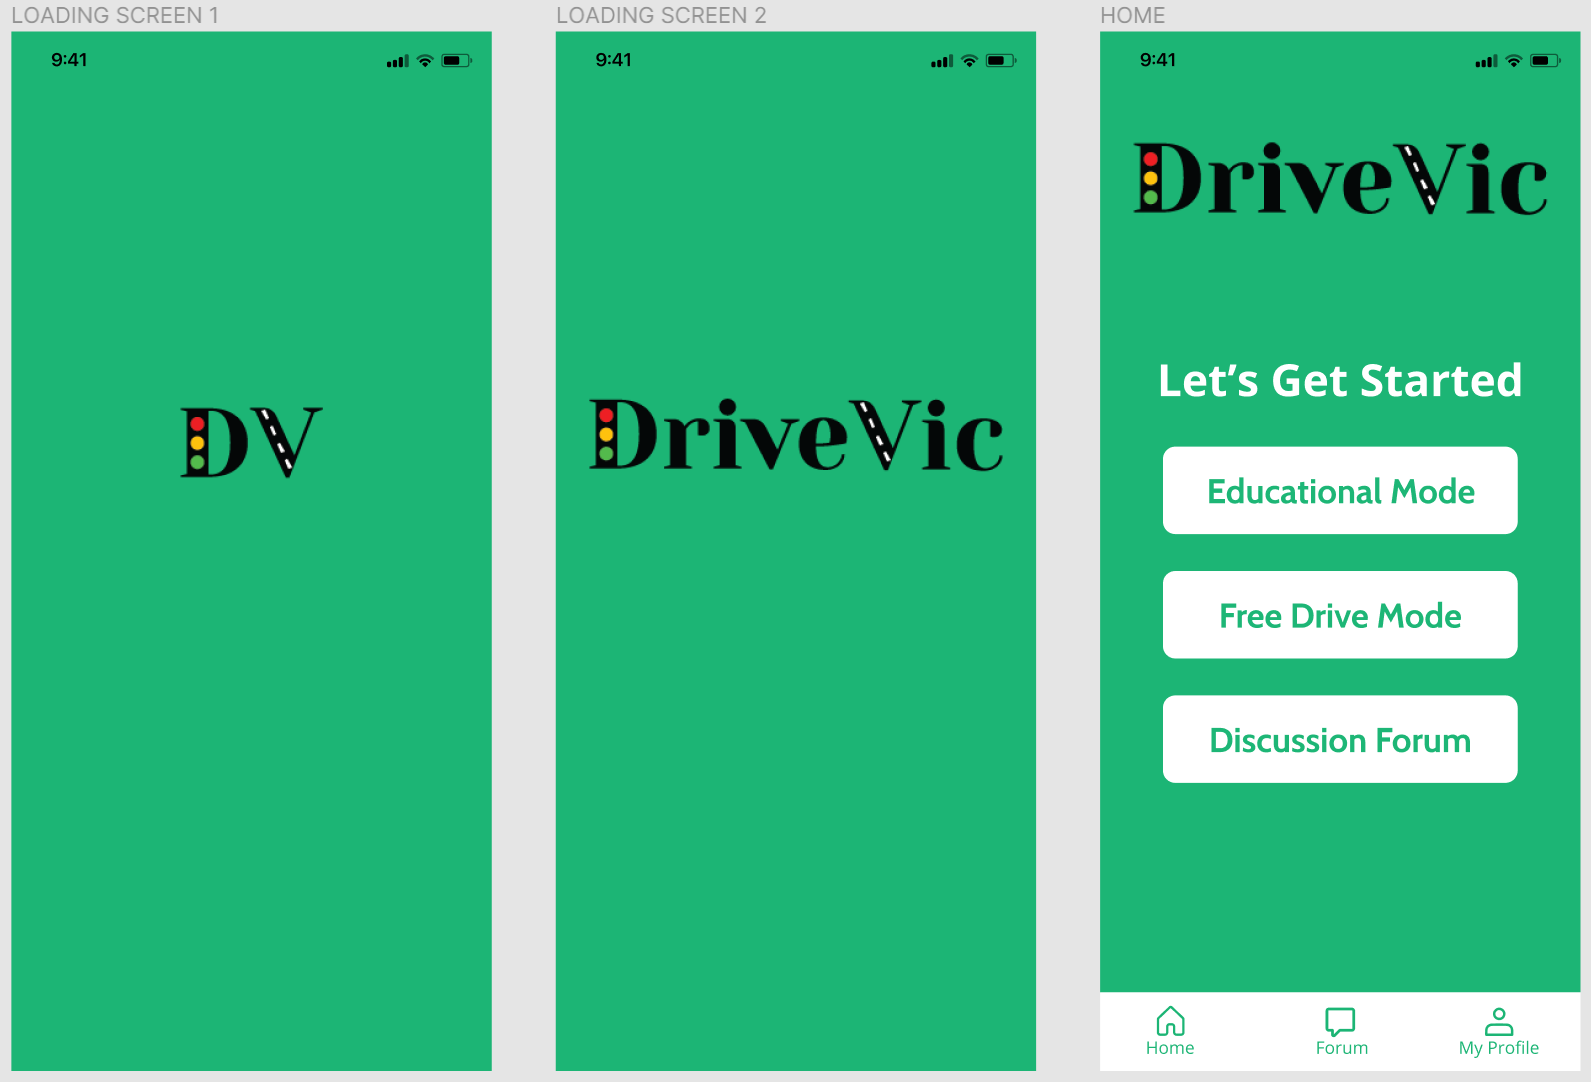 LOADING SCREEN 1
9:41
DV
LOADING SCREEN 2
9:41
DriveVic
HOME
9:41
DriveVic
Let’s Get Started
Educational Mode
Free Drive Mode
Discussion Forum
Home
Forum
My Profile